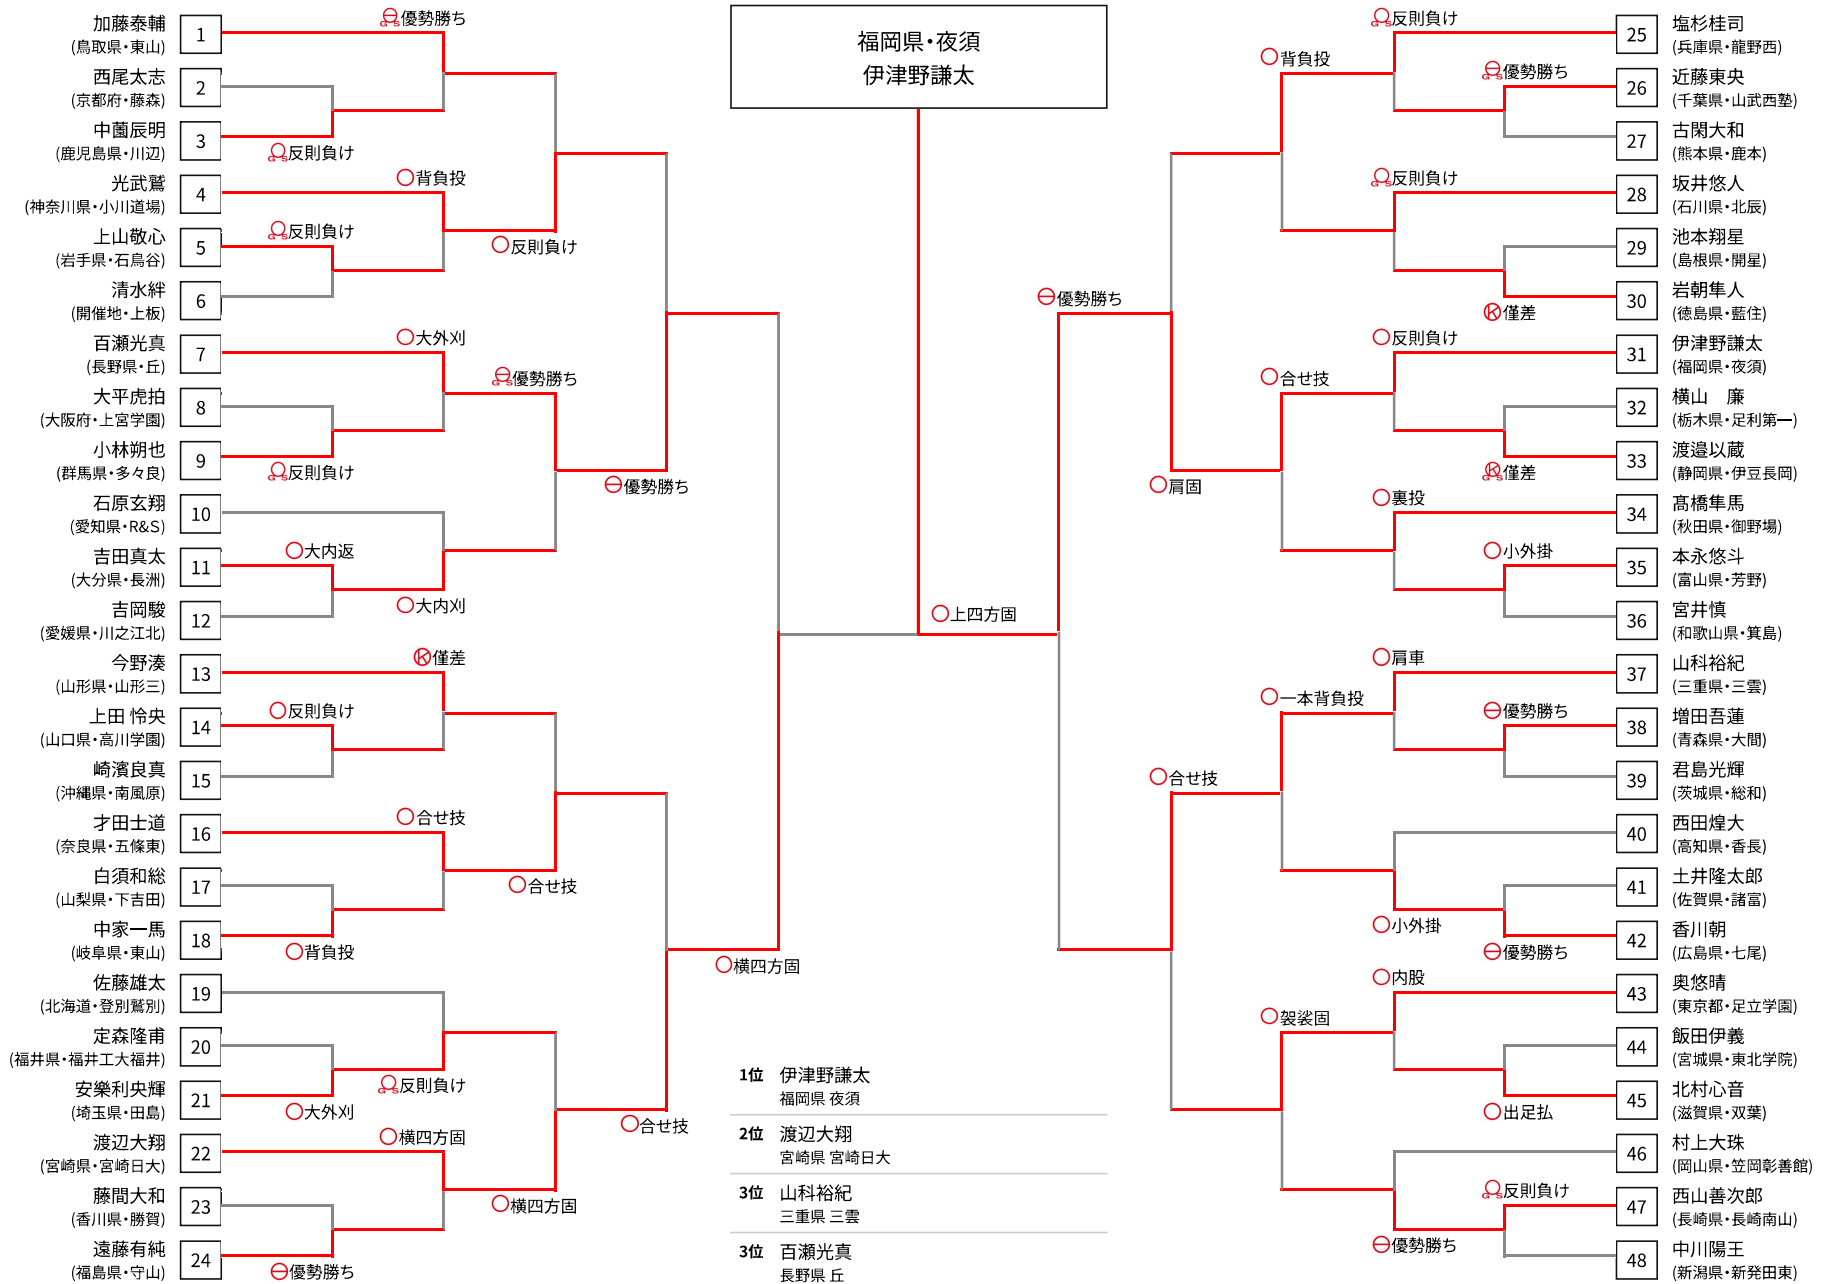 福岡県・夜須
伊津野謙太
加藤泰輔
(鳥取県・東山)
1
優勢勝ち
西尾太志
(京都府・藤森)
2
中薗辰明
(鹿児島県・川辺)
3
GS 反則負け
光武鷲
(神奈川県・小川道場)
4
背負投
上山敬心
(岩手県・石鳥谷)
5
GS 反則負け
反則負け
清水絆
(開催地・上板)
6
百瀬光真
(長野県・丘)
7
大外刈
GS 優勢勝ち
大平虎拍
(大阪府・上宮学園)
8
小林朔也
(群馬県・多々良)
9
GS 反則負け
優勢勝ち
石原玄翔
(愛知県・R&S)
10
吉田真太
(大分県・長洲)
11
大内返
吉岡駿
(愛媛県・川之江北)
12
大内刈
今野湊
(山形県・山形三)
13
Ⓚ僅差
上田 怜央
(山口県・高川学園)
14
反則負け
崎濱良真
(沖縄県・南風原)
15
才田士道
(奈良県・五條東)
16
合せ技
合せ技
白須和総
(山梨県・下吉田)
17
中家一馬
(岐阜県・東山)
18
背負投
横四方固
佐藤雄太
(北海道・登別鷲別)
19
定森隆甫
(福井県・福井工大福井)
20
GS 反則負け
安樂利央輝
(埼玉県・田島)
21
大外刈
合せ技
渡辺大翔
(宮崎県・宮崎日大)
22
横四方固
横四方固
藤間大和
(香川県・勝賀)
23
遠藤有純
(福島県・守山)
24
優勢勝ち
上四方固
GS 反則負け
25
塩杉桂司
(兵庫県・龍野西)
背負投
GS 優勢勝ち
26
近藤東央
(千葉県・山武西塾)
27
古閑大和
(熊本県・鹿本)
GS 反則負け
28
坂井悠人
(石川県・北辰)
29
池本翔星
(島根県・開星)
優勢勝ち
Ⓚ僅差
30
岩朝隼人
(徳島県・藍住)
反則負け
31
伊津野謙太
(福岡県・夜須)
合せ技
32
横山 廉
(栃木県・足利第一)
GS 僅差
33
渡邉以蔵
(静岡県・伊豆長岡)
肩固
裏投
34
髙橋隼馬
(秋田県・御野場)
小外掛
35
本永悠斗
(富山県・芳野)
36
宮井慎
(和歌山県・箕島)
肩車
37
山科裕紀
(三重県・三雲)
一本背負投
優勢勝ち
38
増田吾蓮
(青森県・大間)
合せ技
39
君島光輝
(茨城県・総和)
40
西田煌大
(高知県・香長)
41
土井隆太郎
(佐賀県・諸富)
小外掛
優勢勝ち
42
香川朝
(広島県・七尾)
内股
43
奥悠晴
(東京都・足立学園)
袈裟固
44
飯田伊義
(宮城県・東北学院)
出足払
45
北村心音
(滋賀県・双葉)
46
村上大珠
(岡山県・笠岡彰善館)
GS 反則負け
47
西山善次郎
(長崎県・長崎南山)
優勢勝ち
48
中川陽王
(新潟県・新発田東)
1位 伊津野謙太
福岡県 夜須
2位 渡辺大翔
宮崎県 宮崎日大
3位 山科裕紀
三重県 三雲
3位 百瀬光真
長野県 丘